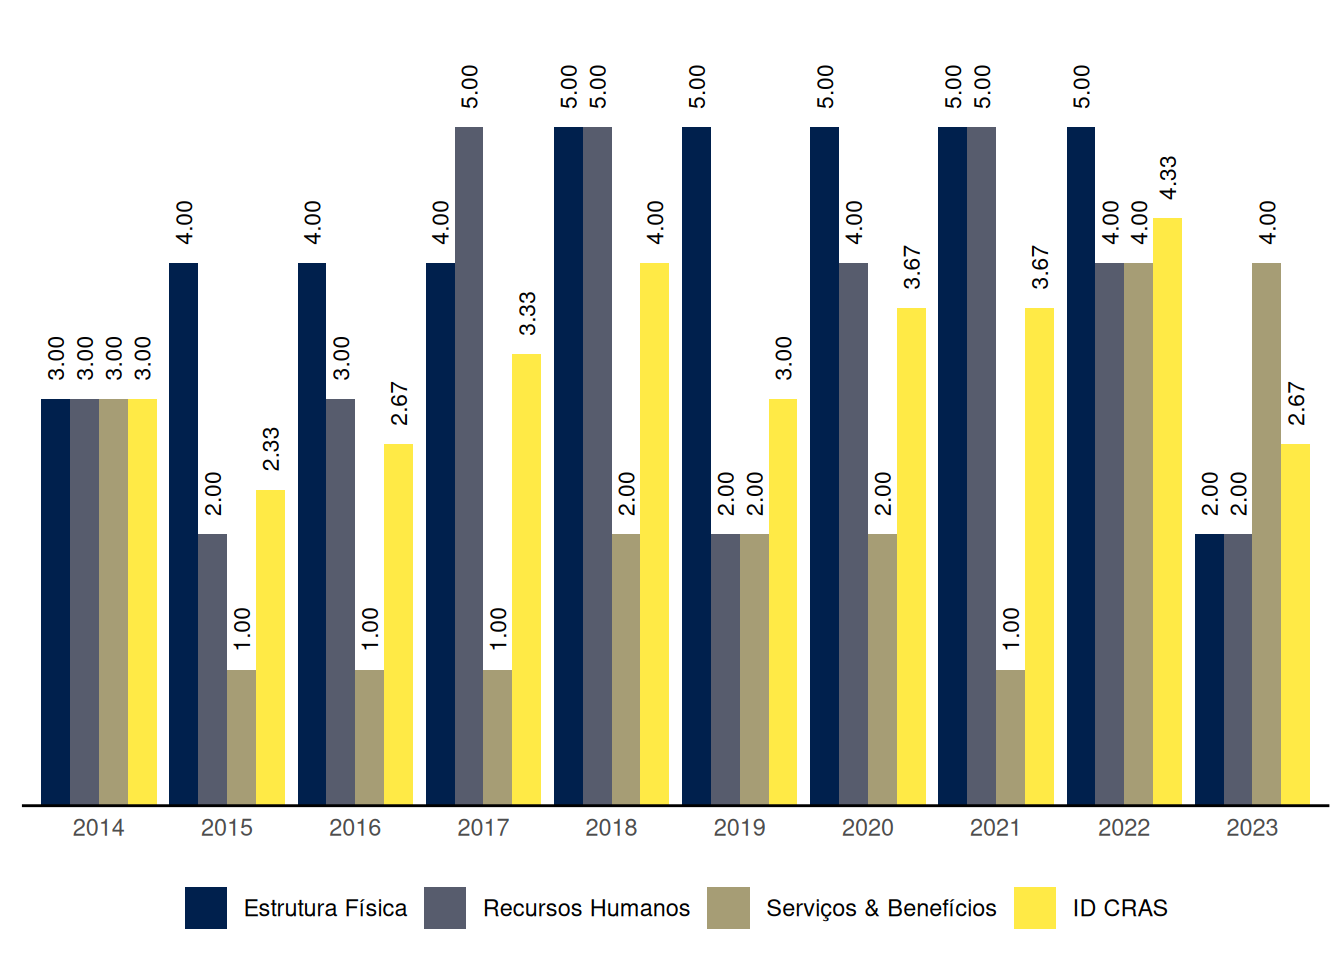 5.00 5.00 5.00 5.00 5.00 5.00 5.00 5.00
4.33
4.00 4.00 4.00 4.00 4.00 4.00 4.00 4.00
3.67 3.67
3.33
3.00 3.00 3.00 3.00 3.00 3.00
2.67 2.67
2.33
2.00 2.00 2.00 2.00 2.00 2.00 2.00
1.00 1.00 1.00 1.00
2014 2015 2016 2017 2018 2019 2020 2021 2022 2023
Estrutura Física Recursos Humanos Serviços & Benefícios ID CRAS